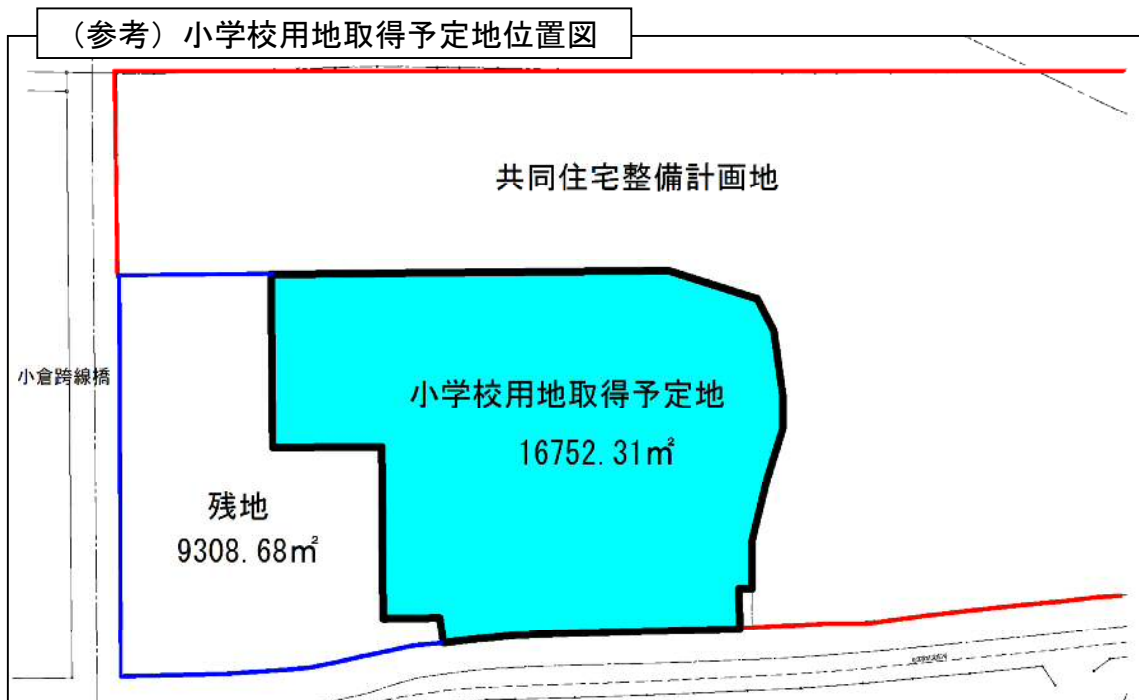 （参考）小学校用地取得予定地位置図
共同住宅整備計画地
小倉跨線橋
小学校用地取得予定地
16752.31㎡
残地
9308.68㎡